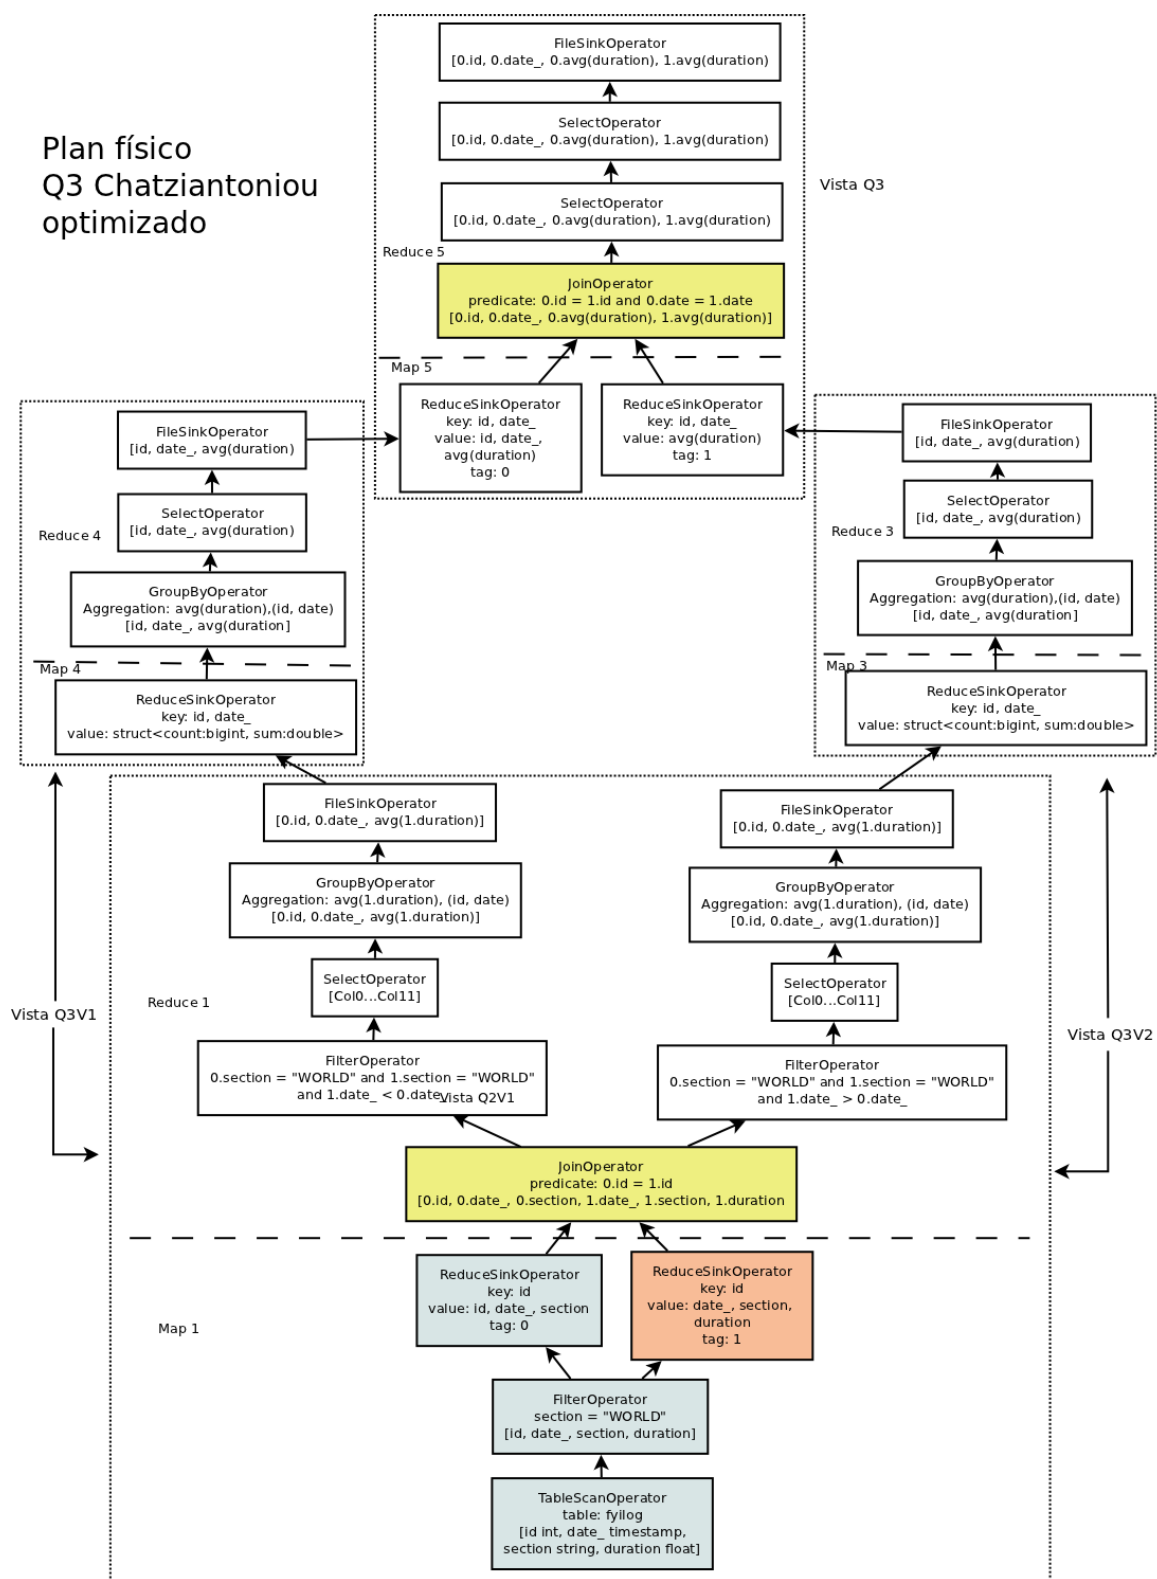 FileSinkOperator
[0.id, 0.date_, 0.avg(duration), 1.avg(duration)
SelectOperator
[0.id, 0.date_, 0.avg(duration), 1.avg(duration)
Plan físico
Q3 Chatziantoniou
optimizado
Vista Q3
SelectOperator
[0.id, 0.date_, 0.avg(duration), 1.avg(duration)
Reduce 5
JoinOperator
predicate: 0.id = 1.id and 0.date = 1.date
[0.id, 0.date_, 0.avg(duration), 1.avg(duration)]
Map 5
ReduceSinkOperator
key: id, date_
value: id, date_,
avg(duration)
tag: 0
ReduceSinkOperator
key: id, date_
value: avg(duration)
tag: 1
FileSinkOperator
[id, date_, avg(duration)
SelectOperator
[id, date_, avg(duration)
Reduce 4
GroupByOperator
Aggregation: avg(duration),(id, date)
[id, date_, avg(duration]
Map 4
ReduceSinkOperator
key: id, date_
value: struct<count:bigint, sum:double>
FileSinkOperator
[id, date_, avg(duration)
SelectOperator
[id, date_, avg(duration)
Reduce 3
GroupByOperator
Aggregation: avg(duration),(id, date)
[id, date_, avg(duration]
Map 3
ReduceSinkOperator
key: id, date_
value: struct<count:bigint, sum:double>
FileSinkOperator
[0.id, 0.date_, avg(1.duration)]
GroupByOperator
Aggregation: avg(1.duration), (id, date)
[0.id, 0.date_, avg(1.duration)]
SelectOperator
[Col0...Col11]
Reduce 1
Vista Q3V1
FilterOperator
0.section = "WORLD" and 1.section = "WORLD"
and 1.date_ < 0.date_
Vista Q2V1
FileSinkOperator
[0.id, 0.date_, avg(1.duration)]
GroupByOperator
Aggregation: avg(1.duration), (id, date)
[0.id, 0.date_, avg(1.duration)]
SelectOperator
[Col0...Col11]
Vista Q3V2
FilterOperator
0.section = "WORLD" and 1.section = "WORLD"
and 1.date_ > 0.date_
JoinOperator
predicate: 0.id = 1.id
[0.id, 0.date_, 0.section, 1.date_, 1.section, 1.duration
Map 1
ReduceSinkOperator
key: id
value: id, date_, section
tag: 0
ReduceSinkOperator
key: id
value: date_, section,
duration
tag: 1
FilterOperator
section = "WORLD"
[id, date_, section, duration]
TableScanOperator
table: fyilog
[id int, date_ timestamp,
section string, duration float]